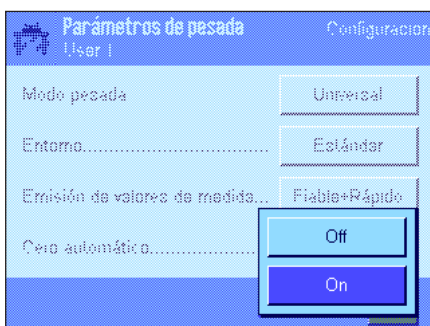 Parámetros de pesada
Configuracion
User 1
Modo pesada
Universal
Entorno..............................
Estándar
Emisión de valores de medida...
Fiable+Rápido
Cero automático.................
Off
On